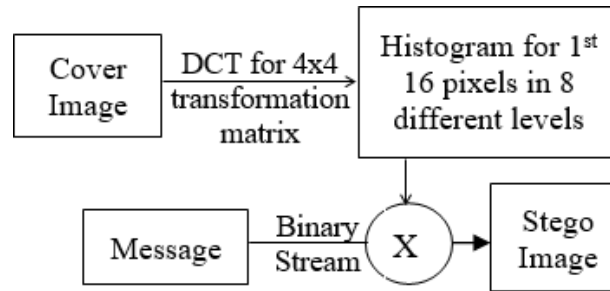 Cover
Image
DCT for 4x4
transformation
matrix
Histogram for 1st
16 pixels in 8
different levels
Message
Binary
Stream
X
Stego
Image